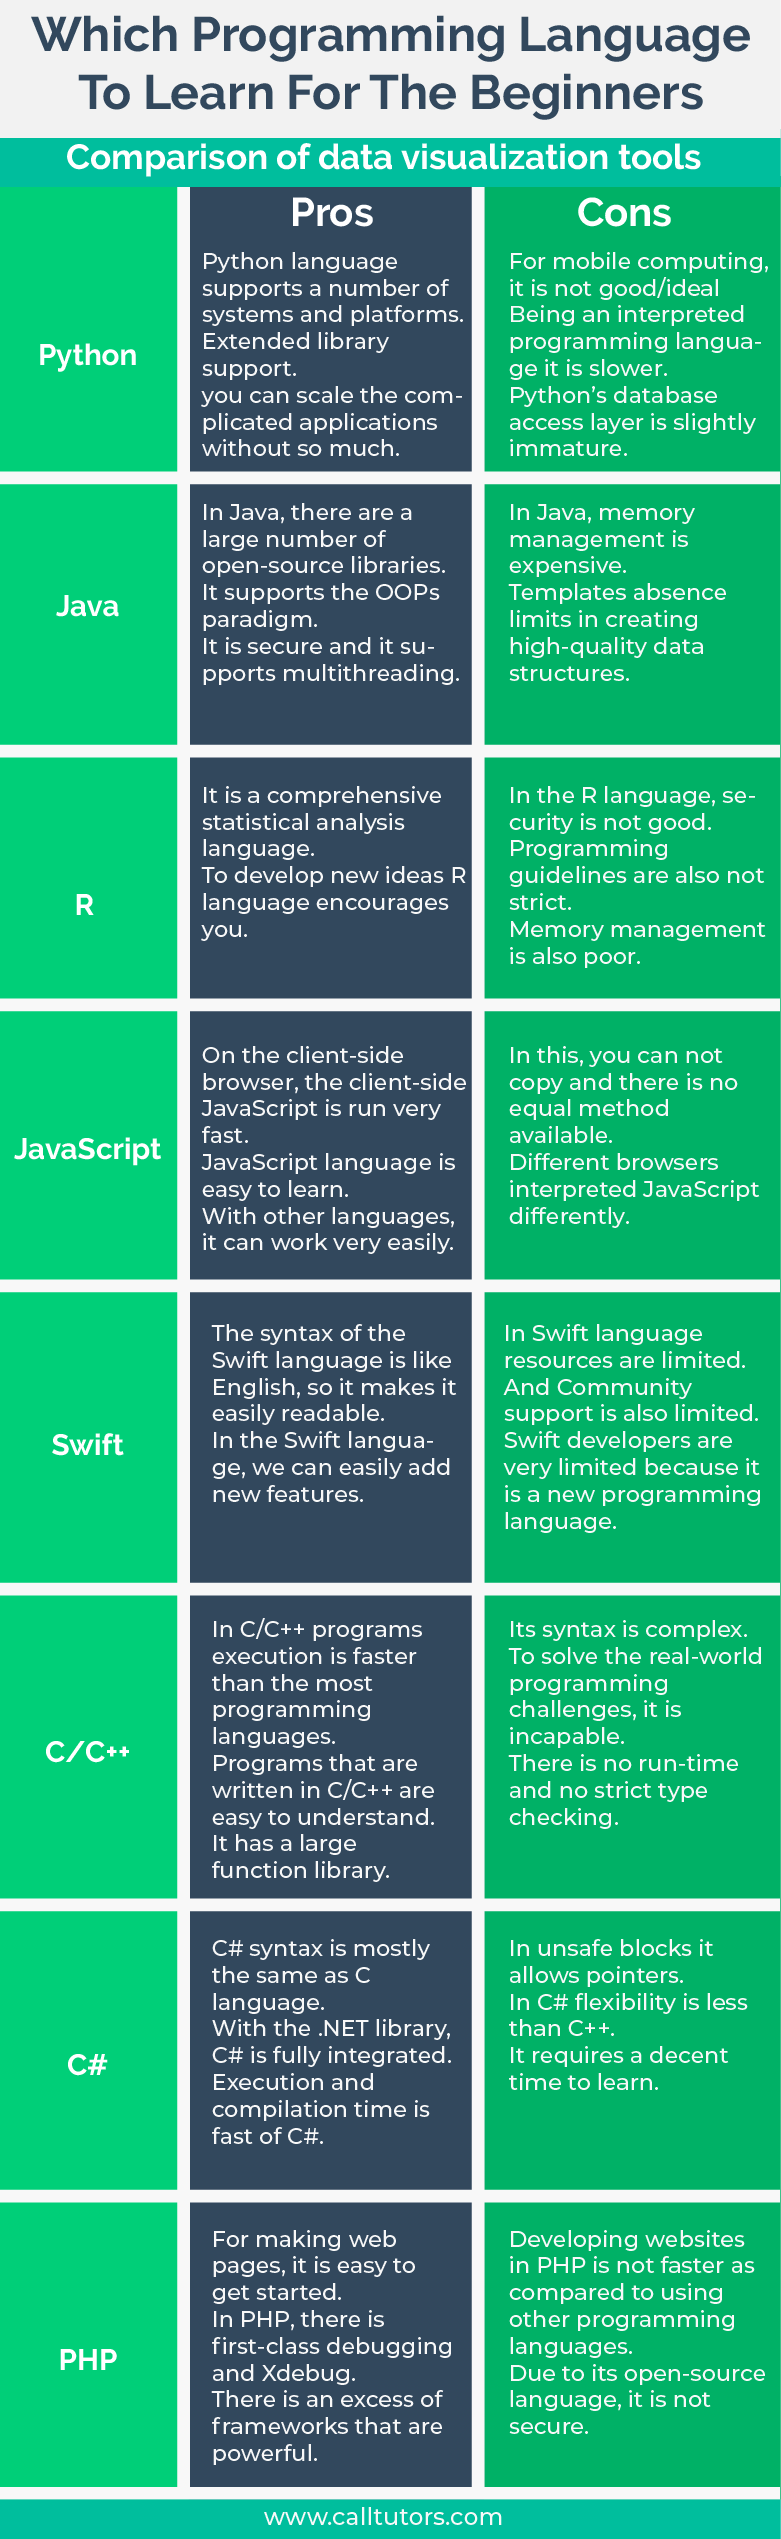 Which Programming Language
To Learn For The Beginners
Comparison of data visualization tools
Pros
Cons
Python
Python language
supports a number of
systems and platforms.
Extended library
support.
you can scale the com-
plicated applications
without so much.
For mobile computing,
it is not good/ideal
Being an interpreted
programming langua-
ge it is slower.
Python's database
access layer is slightly
immature.
Java
In Java, there are a
large number of
open-source libraries.
It supports the OOPs
paradigm.
It is secure and it su-
pports multithreading.
In Java, memory
management is
expensive.
Templates absence
limits in creating
high-quality data
structures.
R
It is a comprehensive
statistical analysis
language.
To develop new ideas R
language encourages
you.
In the R language, se-
curity is not good.
Programming
guidelines are also not
strict.
Memory management
is also poor.
JavaScript
On the client-side
browser, the client-side
JavaScript is run very
fast.
JavaScript language is
easy to learn.
With other languages,
it can work very easily.
In this, you can not
copy and there is no
equal method
available.
Different browsers
interpreted JavaScript
differently.
Swift
The syntax of the
Swift language is like
English, so it makes it
easily readable.
In the Swift langua-
ge, we can easily add
new features.
In Swift language
resources are limited.
And Community
support is also limited.
Swift developers are
very limited because it
is a new programming
language.
C/C++
In C/C++ programs
execution is faster
than the most
programming
languages.
Programs that are
written in C/C++ are
easy to understand.
It has a large
function library.
Its syntax is complex.
To solve the real-world
programming
challenges, it is
incapable.
There is no run-time
and no strict type
checking.
C#
C# syntax is mostly
the same as C
language.
With the .NET library,
C# is fully integrated.
Execution and
compilation time is
fast of C#.
In unsafe blocks it
allows pointers.
In C# flexibility is less
than C++.
It requires a decent
time to learn.
PHP
For making web
pages, it is easy to
get started.
In PHP, there is
first-class debugging
and Xdebug.
There is an excess of
frameworks that are
powerful.
Developing websites
in PHP is not faster as
compared to using
other programming
languages.
Due to its open-source
language, it is not
secure.
www.calltutors.com